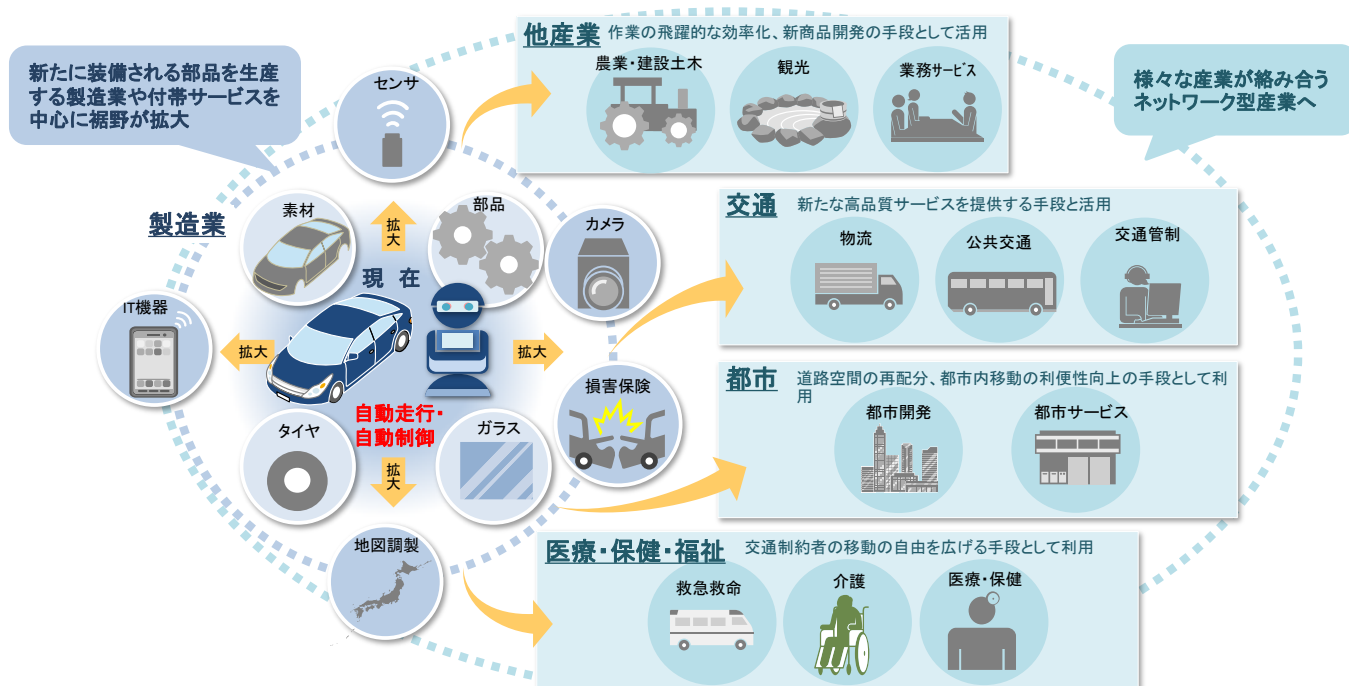 新たに装備される部品を生産
する製造業や付帯サービスを
中心に裾野が拡大
様々な産業が絡み合う
ネットワーク型産業へ
製造業
センサ
素材
部品
カメラ
IT機器
現 在
拡大
拡大
拡大
拡大
自動走行・
自動制御
損害保険
タイヤ
ガラス
地図調製
他産業 作業の飛躍的な効率化、新商品開発の手段として活用
農業・建設土木
観光
業務サービス
交通 新たな高品質サービスを提供する手段と活用
物流
公共交通
交通管制
都市 道路空間の再配分、都市内移動の利便性向上の手段として利
用
都市開発
都市サービス
医療・保健・福祉 交通制約者の移動の自由を広げる手段として利用
救急救命
介護
医療・保健